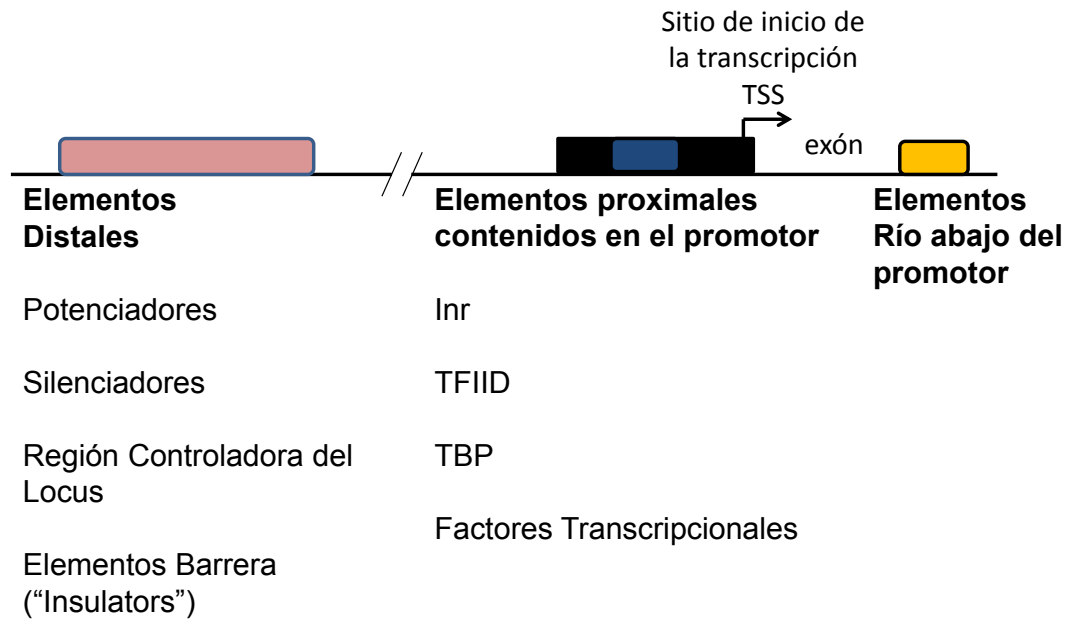 Sitio de inicio de
la transcripción
TSS
exón
Elementos
Distales
Potenciadores
Silenciadores
Región Controladora del
Locus
Elementos Barrera
(“Insulators”)
Elementos proximales
contenidos en el promotor
Inr
TFIID
TBP
Factores Transcripcionales
Elementos
Río abajo del
promotor